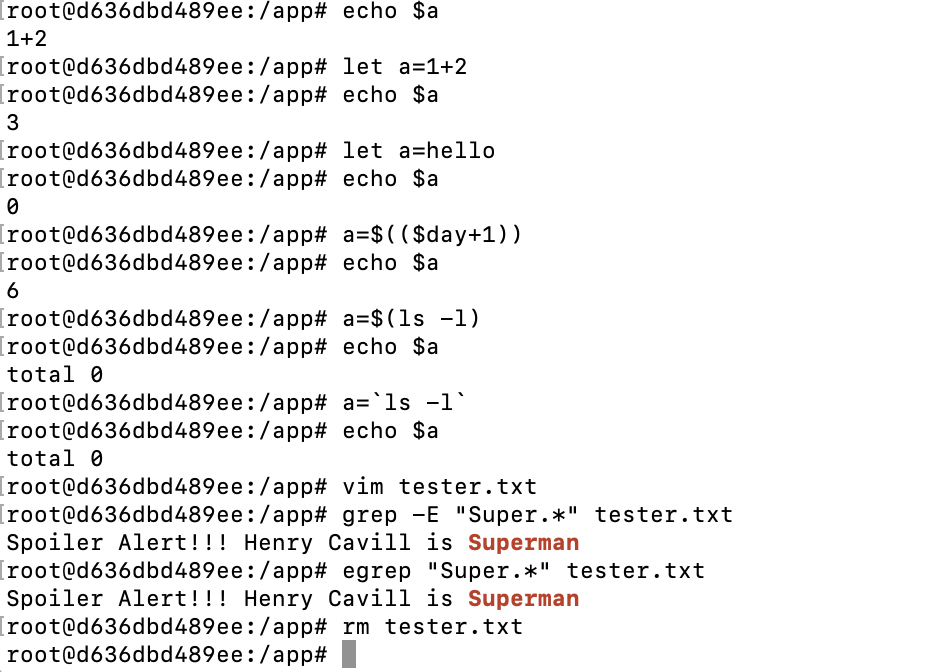 [root@d636dbd489ee:/app# echo $a
1+2
[root@d636dbd489ee:/app# let a=1+2
[root@d636dbd489ee:/app# echo $a
3
[root@d636dbd489ee:/app# let a=hello
[root@d636dbd489ee:/app# echo $a
0
[root@d636dbd489ee:/app# a=$(($day+1))
[root@d636dbd489ee:/app# echo $a
6
[root@d636dbd489ee:/app# a=$(ls -l)
[root@d636dbd489ee:/app# echo $a
total 0
[root@d636dbd489ee:/app# a=`ls -l`
[root@d636dbd489ee:/app# echo $a
total 0
[root@d636dbd489ee:/app# vim tester.txt
[root@d636dbd489ee:/app# grep -E "Super.*" tester.txt
Spoiler Alert!!! Henry Cavill is Superman
[root@d636dbd489ee:/app# egrep "Super.*" tester.txt
Spoiler Alert!!! Henry Cavill is Superman
[root@d636dbd489ee:/app# rm tester.txt
root@d636dbd489ee:/app#